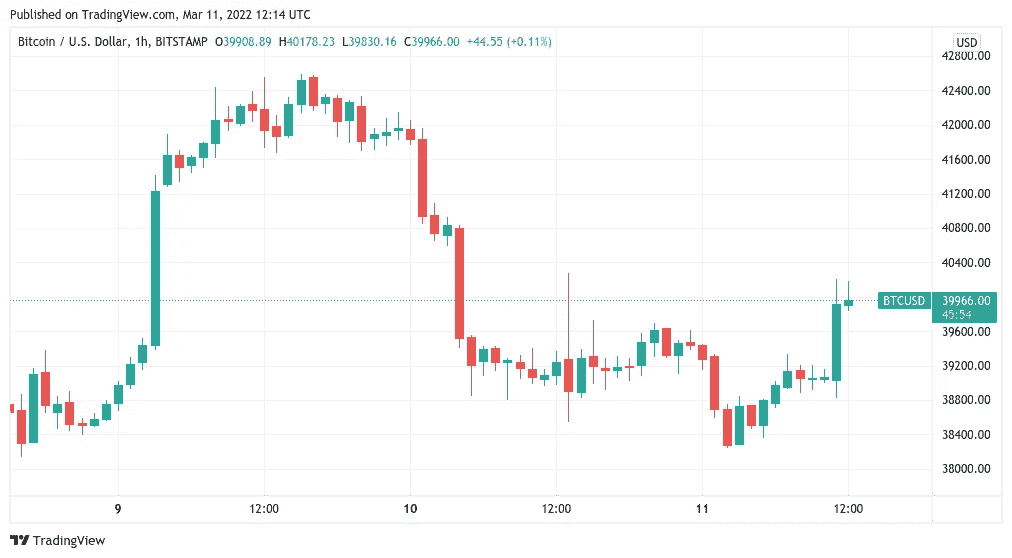 Published on TradingView.com, Mar 11, 2022 12:14 UTC
Bitcoin / U.S. Dollar, 1h, BITSTAMP O39908.89 H40178.23 L39830.16 C39966.00 +44.55 (+0.11%)
USD
42800.00
42400.00
42000.00
41600.00
41200.00
40800.00
40400.00
BTCUSD 39966.00
45:54
39600.00
39200.00
38800.00
38400.00
38000.00
9 12:00 10 12:00 11 12:00
TradingView